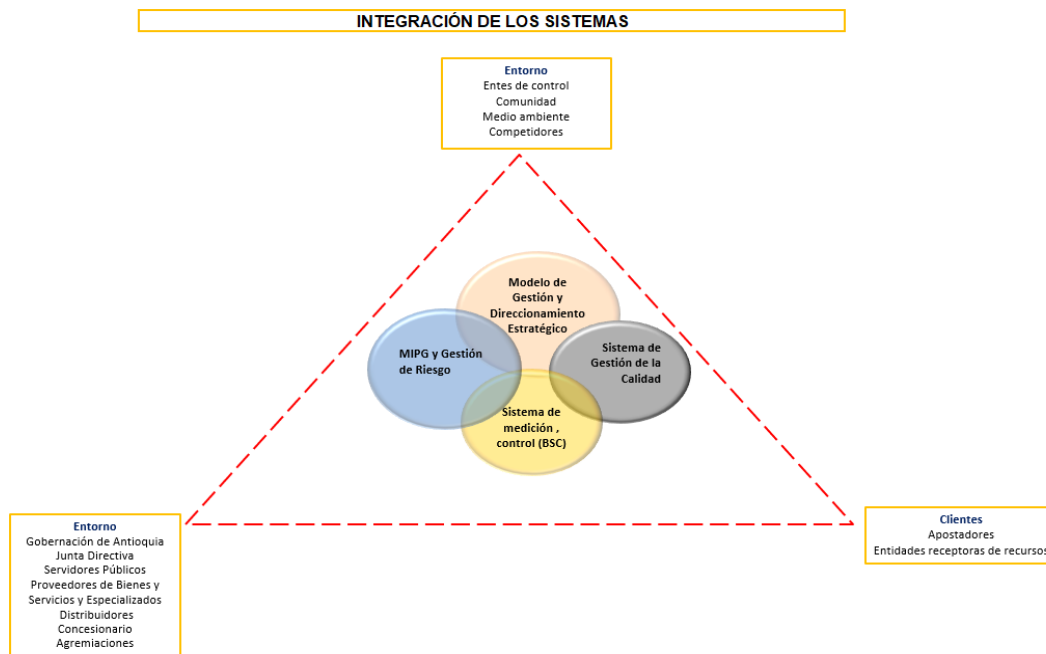 INTEGRACIÓN DE LOS SISTEMAS
Entorno
Entes de control
Comunidad
Medio ambiente
Competidores
Modelo de
Gestión y
Direccionamiento
Estratégico
MIPG y Gestión
de Riesgo
Sistema de
Gestión de la
Calidad
Sistema de
medición ,
control (BSC)
Entorno
Gobernación de Antioquia
Junta Directiva
Servidores Públicos
Proveedores de Bienes y
Servicios y Especializados
Distribuidores
Concesionario
Agremiaciones
Clientes
Apostadores
Entidades receptoras de recursos